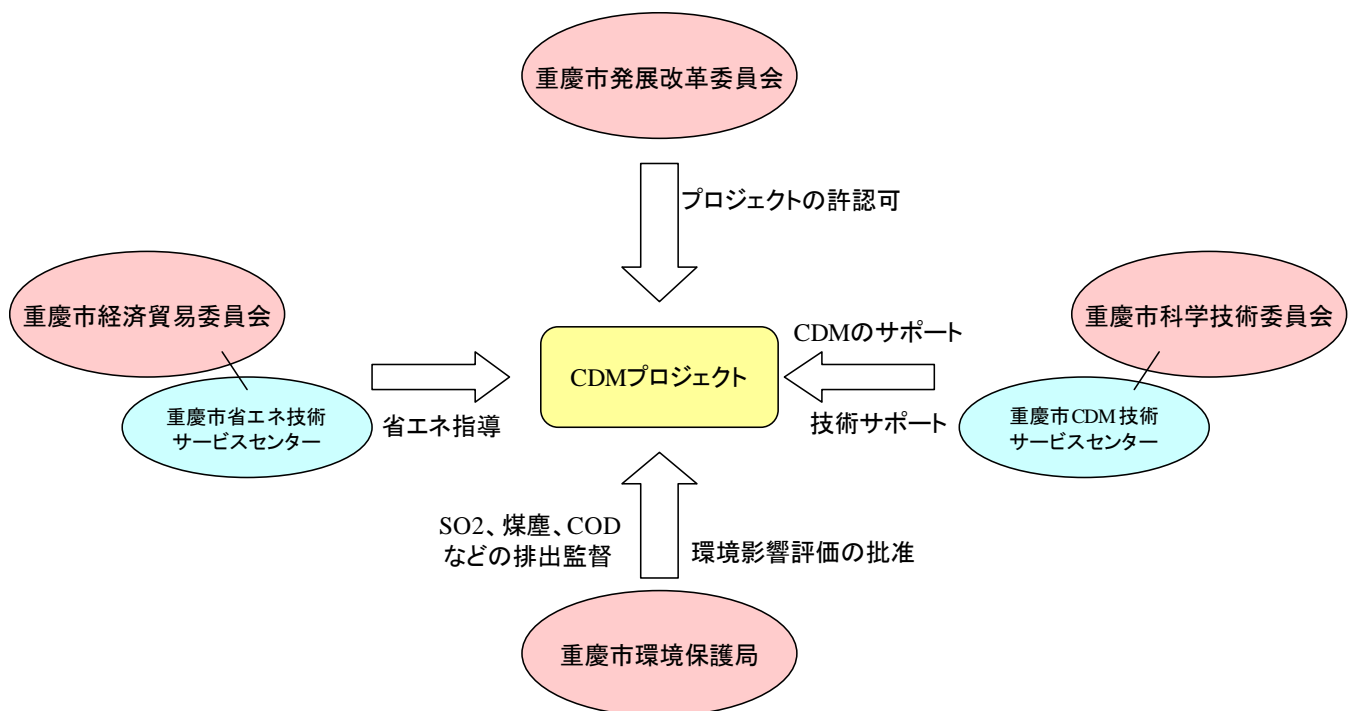 重慶市発展改革委員会
プロジェクトの許認可
重慶市経済貿易委員会
重慶市科学技術委員会
CDMのサポート
CDMプロジェクト
重慶市省エネ技術
サービスセンター
省エネ指導
技術サポート
重慶市CDM技術
サービスセンター
SO2、煤塵、COD
などの排出監督
環境影響評価の批准
重慶市環境保護局